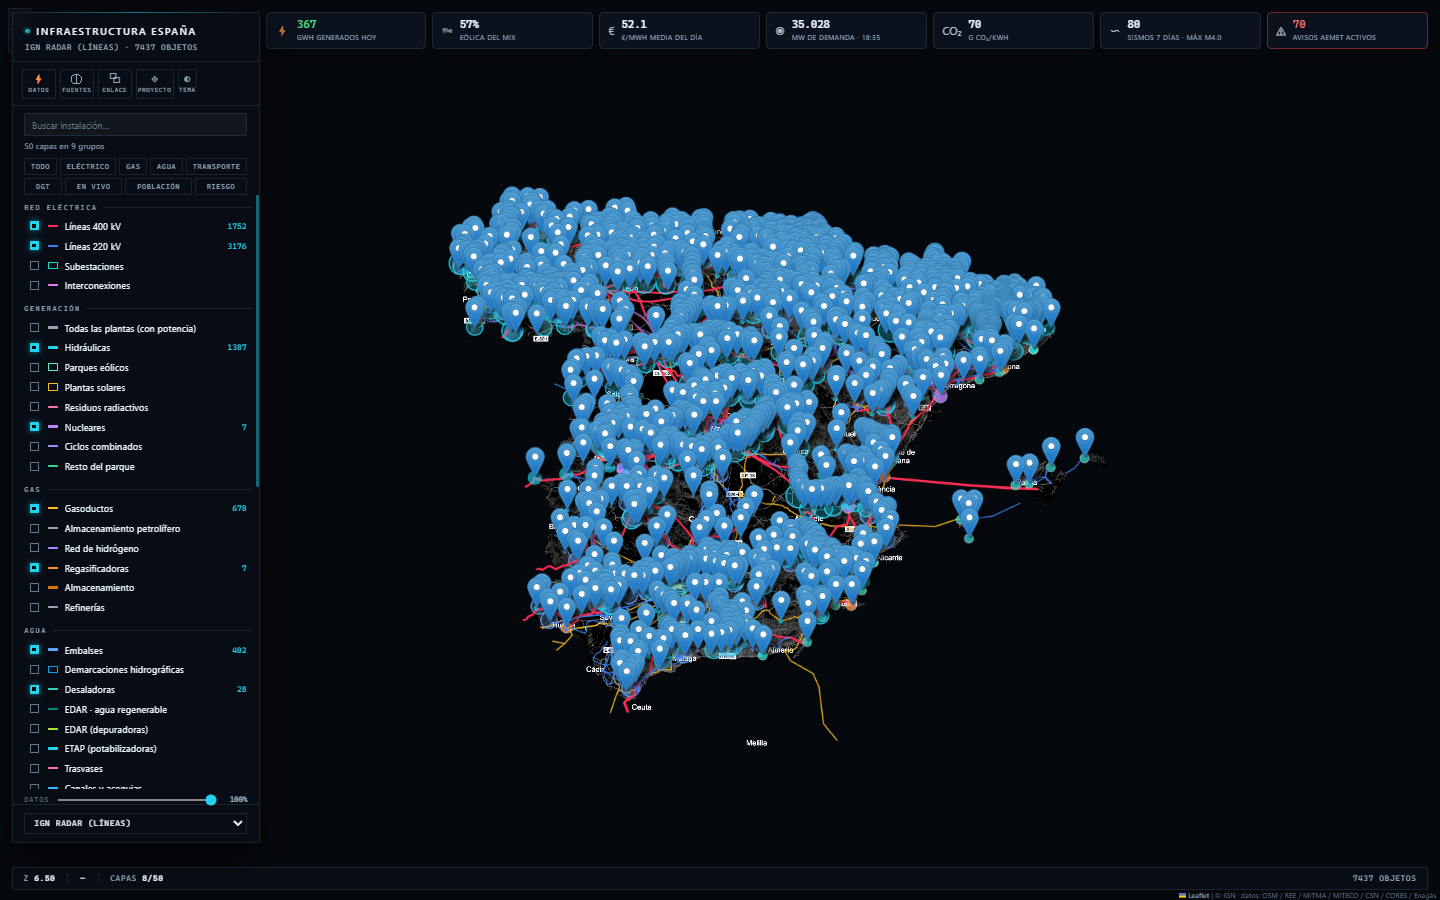 INFRAESTRUCTURA ESPAÑA
IGN RADAR (LÍNEAS) · 7437 OBJETOS
367
GWH GENERADOS HOY
57%
EÓLICA DEL MIX
€
52.1
€/MWH MEDIA DEL DÍA
35.028
MW DE DEMANDA · 18:35
CO₂
70
G CO₂/KWH
80
SISMOS 7 DÍAS · MÁX M4.0
70
AVISOS AEMET ACTIVOS
DATOS
FUENTES
ENLACE
PROYECTO
TEMA
Buscar instalación...
50 capas en 9 grupos
TODO
ELÉCTRICO
GAS
AGUA
TRANSPORTE
DGT
EN VIVO
POBLACIÓN
RIESGO
RED ELÉCTRICA
Líneas 400 kV 1752
Líneas 220 kV 3176
Subestaciones
Interconexiones
GENERACIÓN
Todas las plantas (con potencia)
Hidráulicas 1387
Parques eólicos
Plantas solares
Residuos radiactivos
Nucleares 7
Ciclos combinados
Resto del parque
GAS
Gasoductos 678
Almacenamiento petrolífero
Red de hidrógeno
Regasificadoras 7
Almacenamiento
Refinerías
AGUA
Embalses 402
Demarcaciones hidrográficas
Desaladoras 28
EDAR · agua regenerable
EDAR (depuradoras)
ETAP (potabilizadoras)
Trasvases
Canales y acequias
DATOS 100%
IGN RADAR (LÍNEAS)
Ceuta
Melilla
Almería
Z 6.50
—
CAPAS 8/50
7437 OBJETOS
Leaflet | © IGN · datos: OSM / REE / MITMA / MITECO / CSN / CORES / Enagás